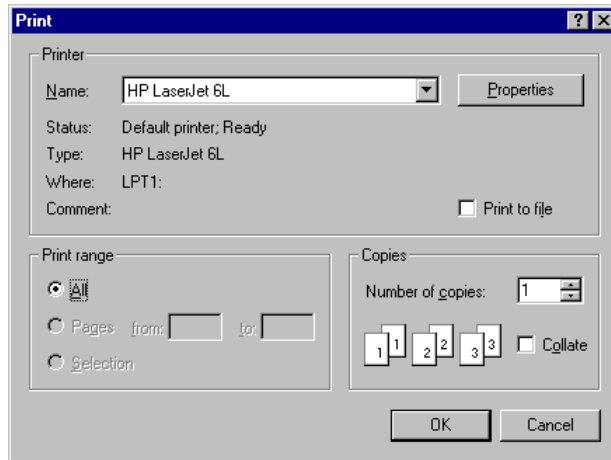 Print
Printer
Name: HP LaserJet 6L Properties
Status: Default printer; Ready
Type: HP LaserJet 6L
Where: LPT1:
Comment: Print to file
Print range
All
Pages from: to:
Selection
Copies
Number of copies: 1
1 1 2 2 3 3 Collate
OK Cancel